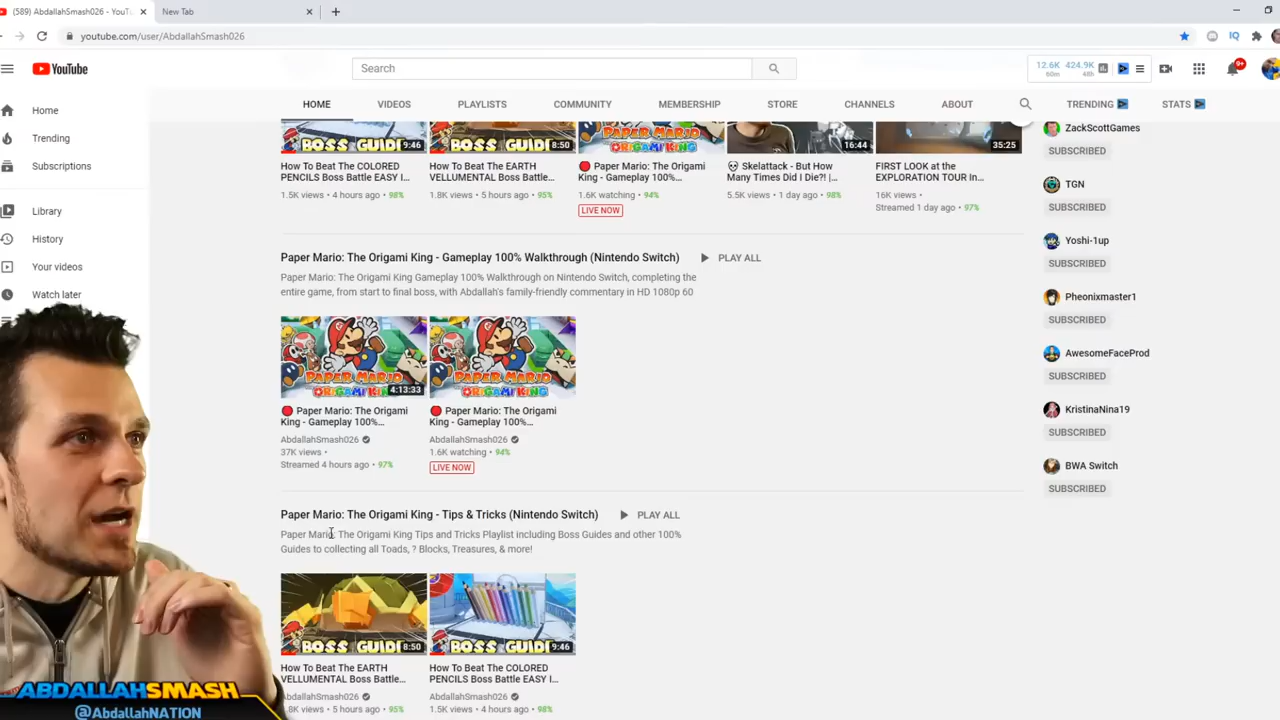 (589) AbdallahSmash026 - YouT
New Tab
youtube.com/user/AbdallahSmash026
YouTube
Search
12.6K 424.9K
60m 48h
9+
HOME VIDEOS PLAYLISTS COMMUNITY MEMBERSHIP STORE CHANNELS ABOUT TRENDING STATS
Home
Trending
Subscriptions
Library
History
Your videos
Watch later
9:46
How To Beat The COLORED
PENCILS Boss Battle EASY I...
1.5K views • 4 hours ago • 98%
8:50
How To Beat The EARTH
VELLUMENTAL Boss Battle...
1.8K views • 5 hours ago • 95%
ORIGAMI KING
Paper Mario: The Origami
King - Gameplay 100%...
1.6K watching • 94%
LIVE NOW
16:44
Skelattack - But How
Many Times Did I Die?! |...
5.5K views • 1 day ago • 98%
35:25
FIRST LOOK at the
EXPLORATION TOUR In...
16K views •
Streamed 1 day ago • 97%
Paper Mario: The Origami King - Gameplay 100% Walkthrough (Nintendo Switch) PLAY ALL
Paper Mario: The Origami King Gameplay 100% Walkthrough on Nintendo Switch, completing the
entire game, from start to final boss, with Abdallah's family-friendly commentary in HD 1080p 60
PAPER MARIO
ORIGAMI KING
4:13:33
Paper Mario: The Origami
King - Gameplay 100%...
AbdallahSmash026
37K views •
Streamed 4 hours ago • 97%
PAPER MARIO
ORIGAMI KING
Paper Mario: The Origami
King - Gameplay 100%...
AbdallahSmash026
1.6K watching • 94%
LIVE NOW
Paper Mario: The Origami King - Tips & Tricks (Nintendo Switch) PLAY ALL
Paper Mario: The Origami King Tips and Tricks Playlist including Boss Guides and other 100%
Guides to collecting all Toads, ? Blocks, Treasures, & more!
BOSS GUIDE
8:50
How To Beat The EARTH
VELLUMENTAL Boss Battle...
AbdallahSmash026
.8K views • 5 hours ago • 95%
BOSS GUIDE
9:46
How To Beat The COLORED
PENCILS Boss Battle EASY I...
AbdallahSmash026
1.5K views • 4 hours ago • 98%
ZackScottGames
SUBSCRIBED
TGN
SUBSCRIBED
Yoshi-1up
SUBSCRIBED
Pheonixmaster1
SUBSCRIBED
AwesomeFaceProd
SUBSCRIBED
KristinaNina19
SUBSCRIBED
BWA Switch
SUBSCRIBED
ABDALLAHSMASH
@AbdallahNATION